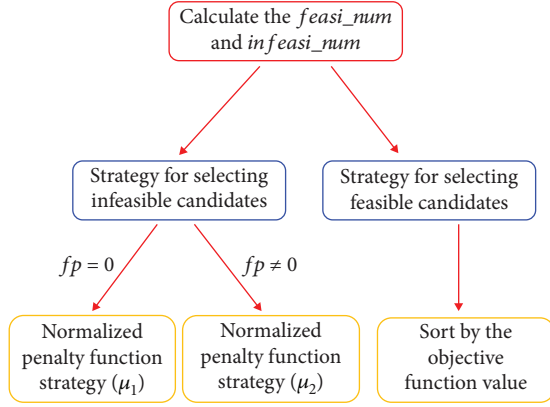 Calculate the feasi_num
and infeasi_num
Strategy for selecting
infeasible candidates
Strategy for selecting
feasible candidates
fp = 0
fp ≠ 0
Normalized
penalty function
strategy (μ₁)
Normalized
penalty function
strategy (μ₂)
Sort by the
objective
function value